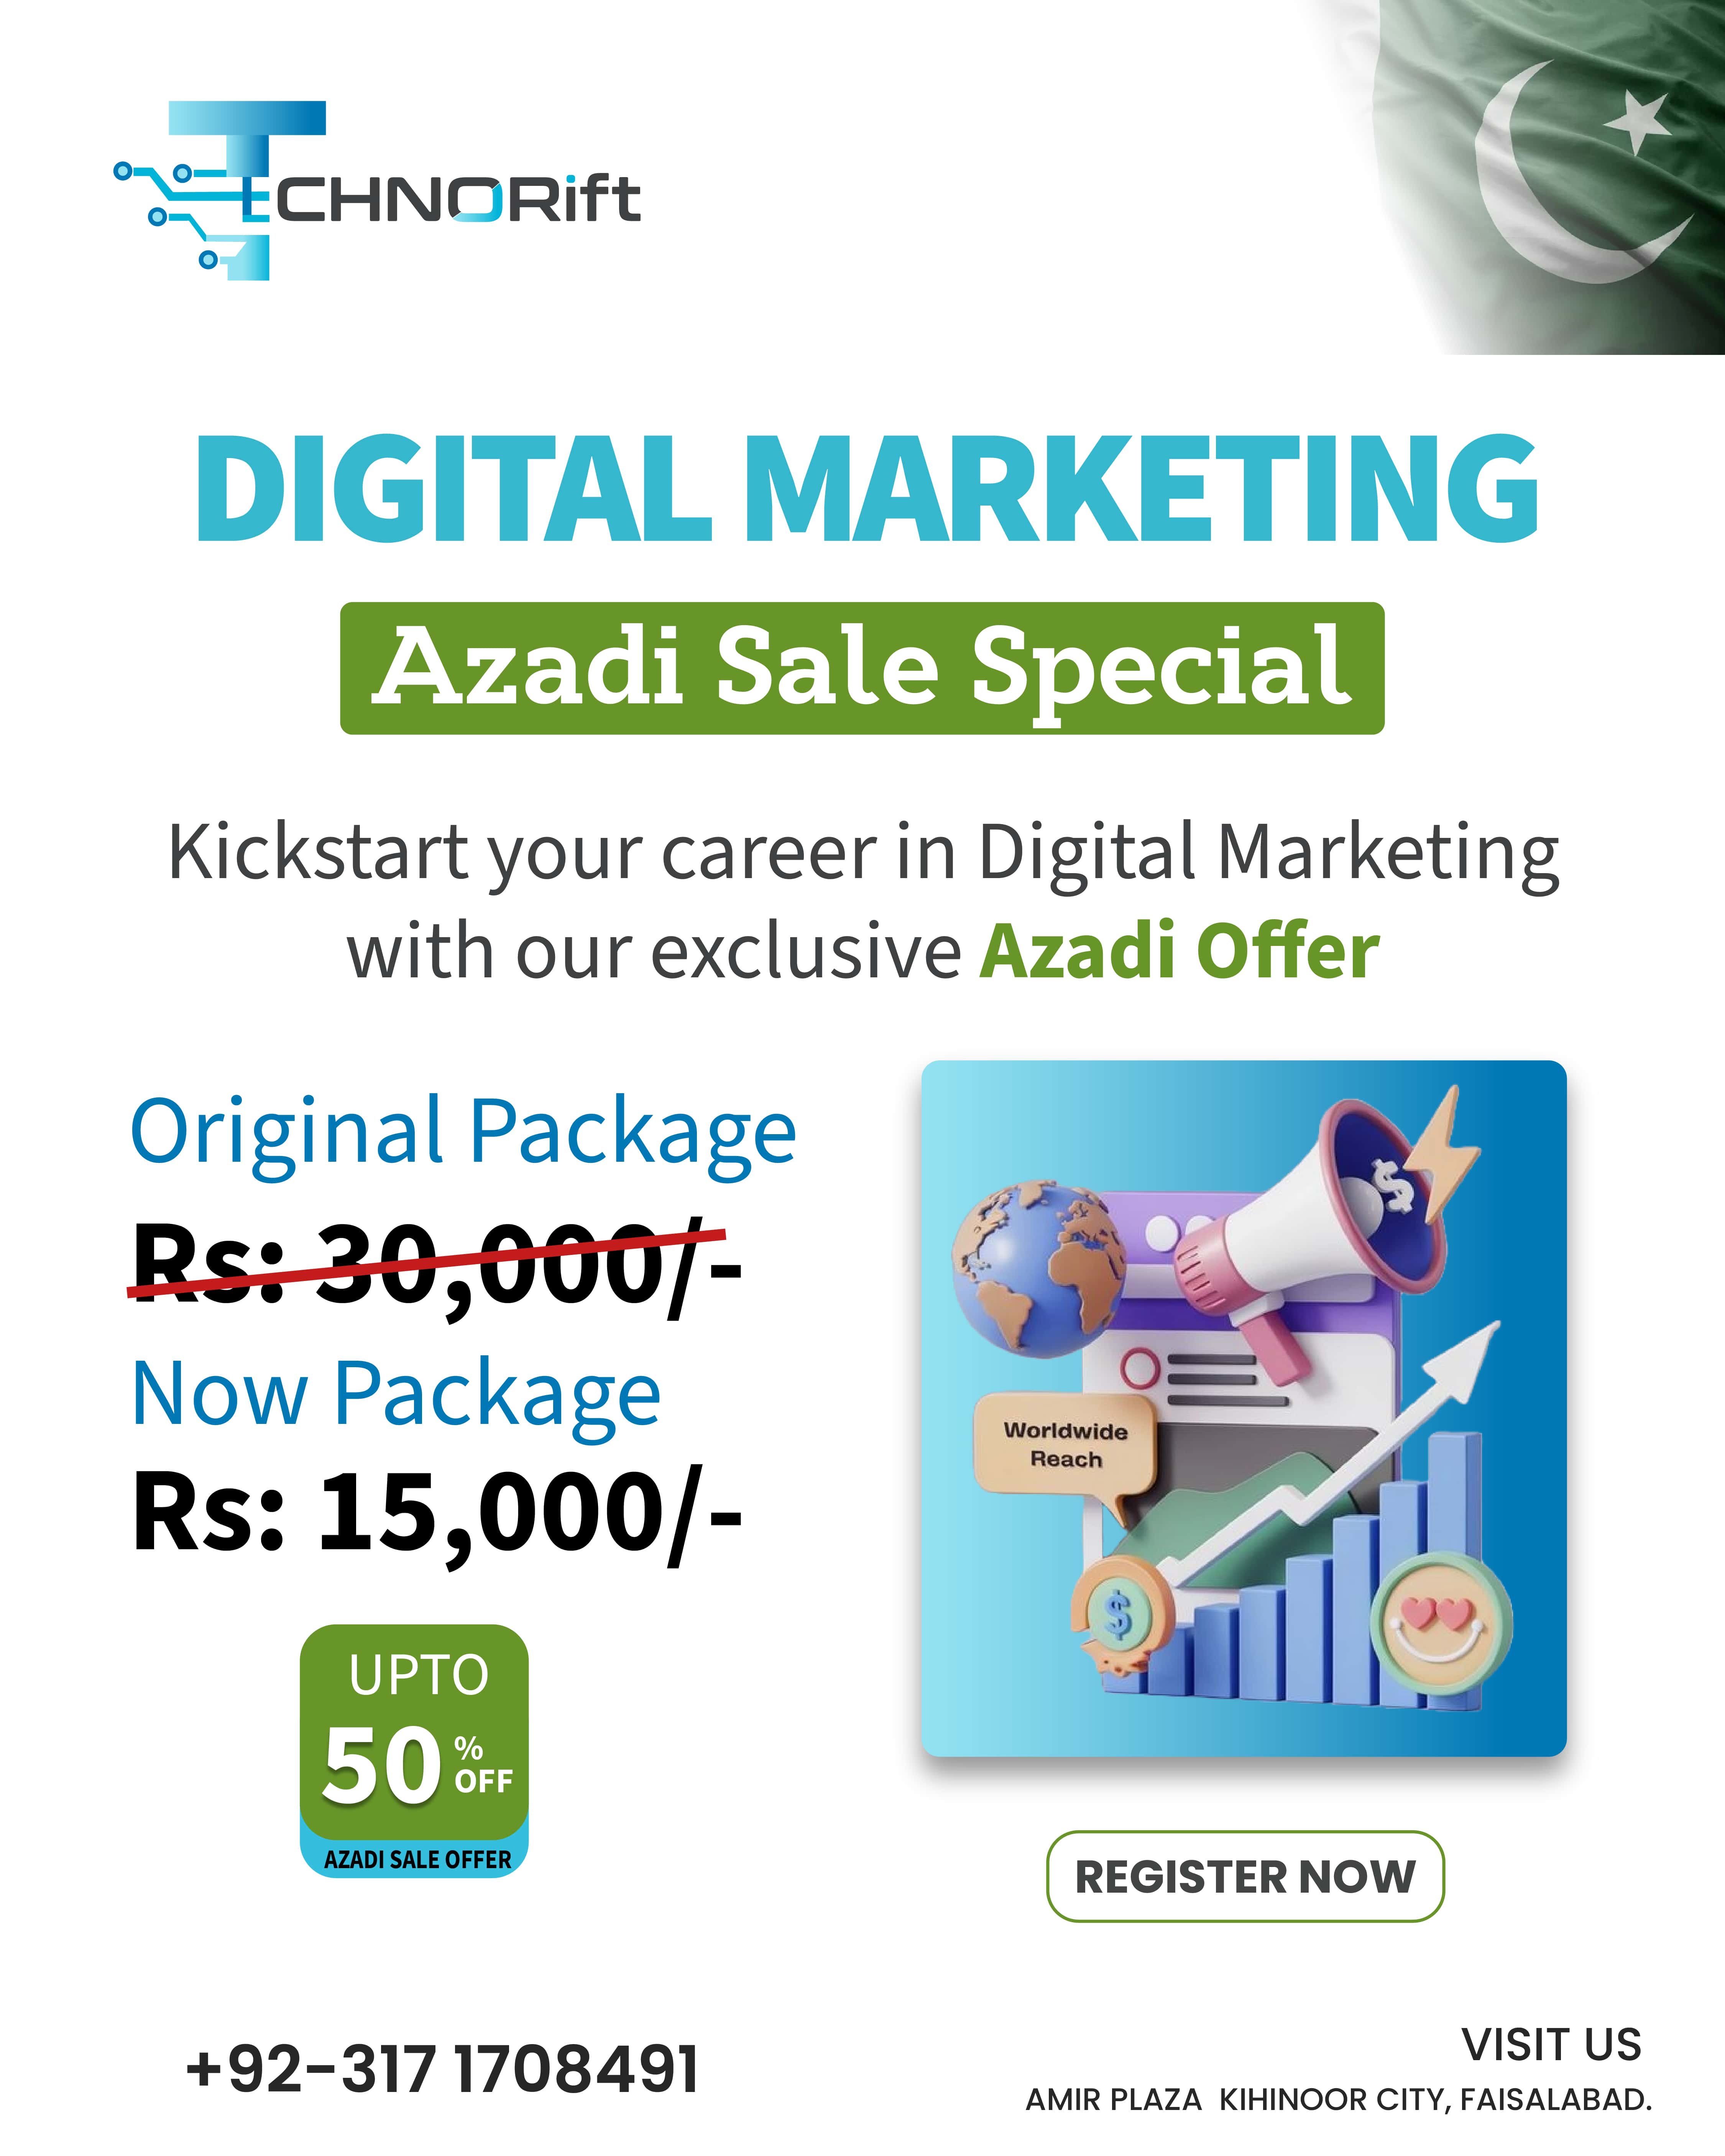 TECHNORift
DIGITAL MARKETING
Azadi Sale Special
Kickstart your career in Digital Marketing
with our exclusive Azadi Offer
Original Package
Rs: 30,000/-
Now Package
Rs: 15,000/-
UPTO
50 % OFF
AZADI SALE OFFER
$
Worldwide
Reach
$
REGISTER NOW
+92-317 1708491
VISIT US
AMIR PLAZA KIHINOOR CITY, FAISALABAD.